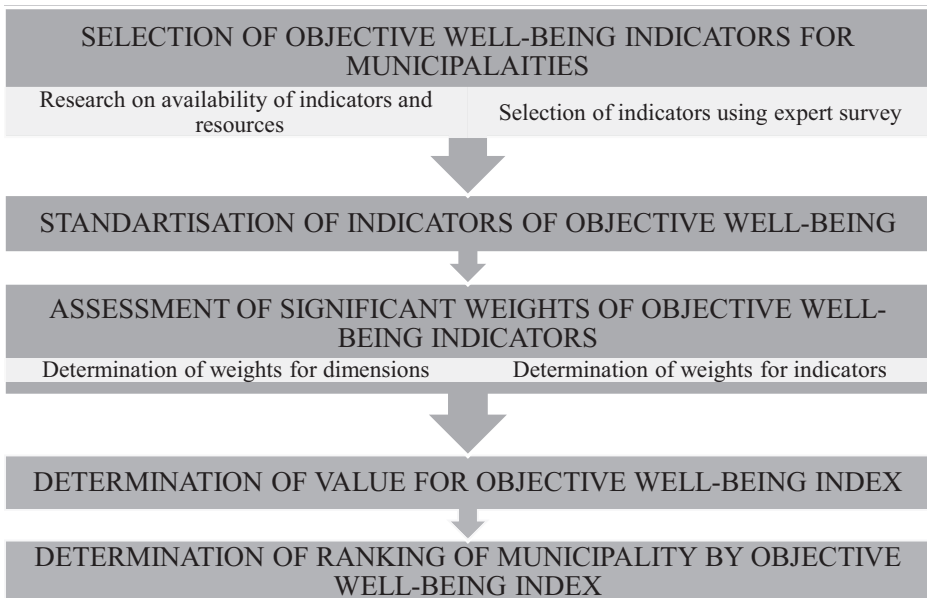 SELECTION OF OBJECTIVE WELL-BEING INDICATORS FOR
MUNICIPALAITIES
Research on availability of indicators and
resources
Selection of indicators using expert survey
STANDARTISATION OF INDICATORS OF OBJECTIVE WELL-BEING
ASSESSMENT OF SIGNIFICANT WEIGHTS OF OBJECTIVE WELL-
BEING INDICATORS
Determination of weights for dimensions
Determination of weights for indicators
DETERMINATION OF VALUE FOR OBJECTIVE WELL-BEING INDEX
DETERMINATION OF RANKING OF MUNICIPALITY BY OBJECTIVE
WELL-BEING INDEX